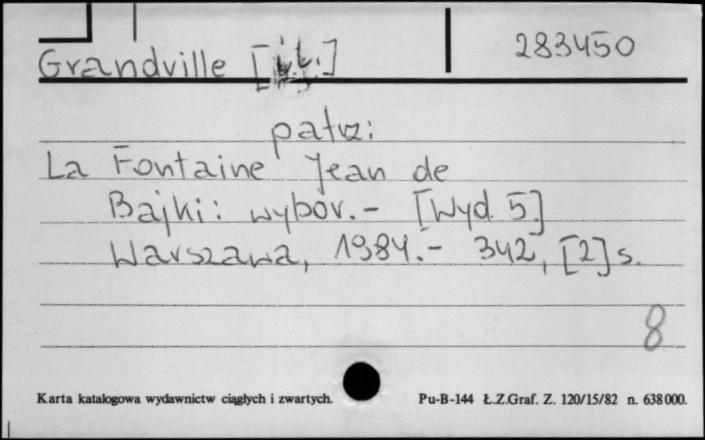 Grandville [il.] 283450
patrz:
La Fontaine Jean de
Bajki: wybór.- [Wyd. 5.]
Warszawa, 1984.- 342, [2] s.
8
Karta katalogowa wydawnictw ciągłych i zwartych. Pu-B-144 Ł.Z.Graf. Z. 120/15/82 n. 638000.